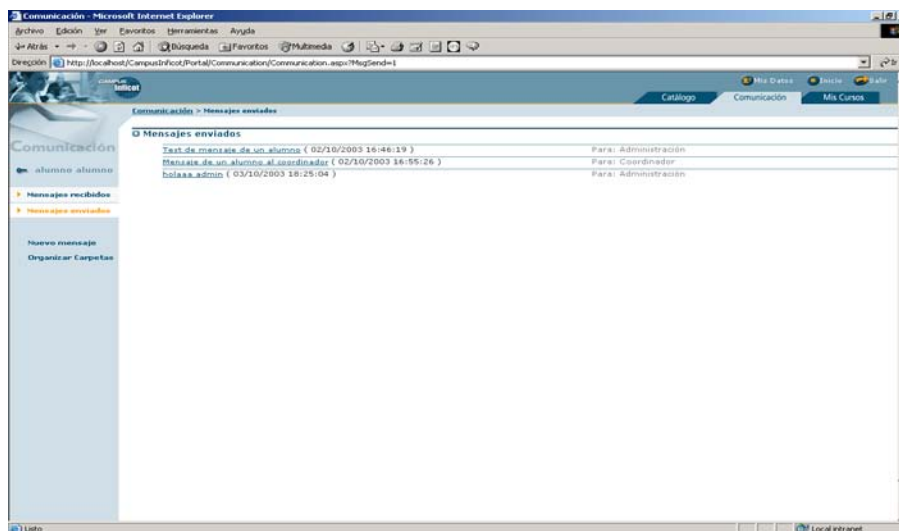 Comunicación - Microsoft Internet Explorer
Archivo Edición Ver Favoritos Herramientas Ayuda
Atrás Búsqueda Favoritos Multimedia
Dirección http://localhost/CampusInficot/Portal/Communication/Communication.aspx?MsgSend=1
CAMPUS Inficot
Mis Datos Inicio Salir
Catálogo Comunicación Mis Cursos
Comunicación > Mensajes enviados
Mensajes enviados
Comunicación
Test de mensaje de un alumno ( 02/10/2003 16:46:19 ) Para: Administración
Mensaje de un alumno al coordinador ( 02/10/2003 16:55:26 ) Para: Coordinador
alumno alumno
holaaa admin ( 03/10/2003 18:25:04 ) Para: Administración
Mensajes recibidos
Mensajes enviados
Nuevo mensaje
Organizar Carpetas
Listo Local intranet